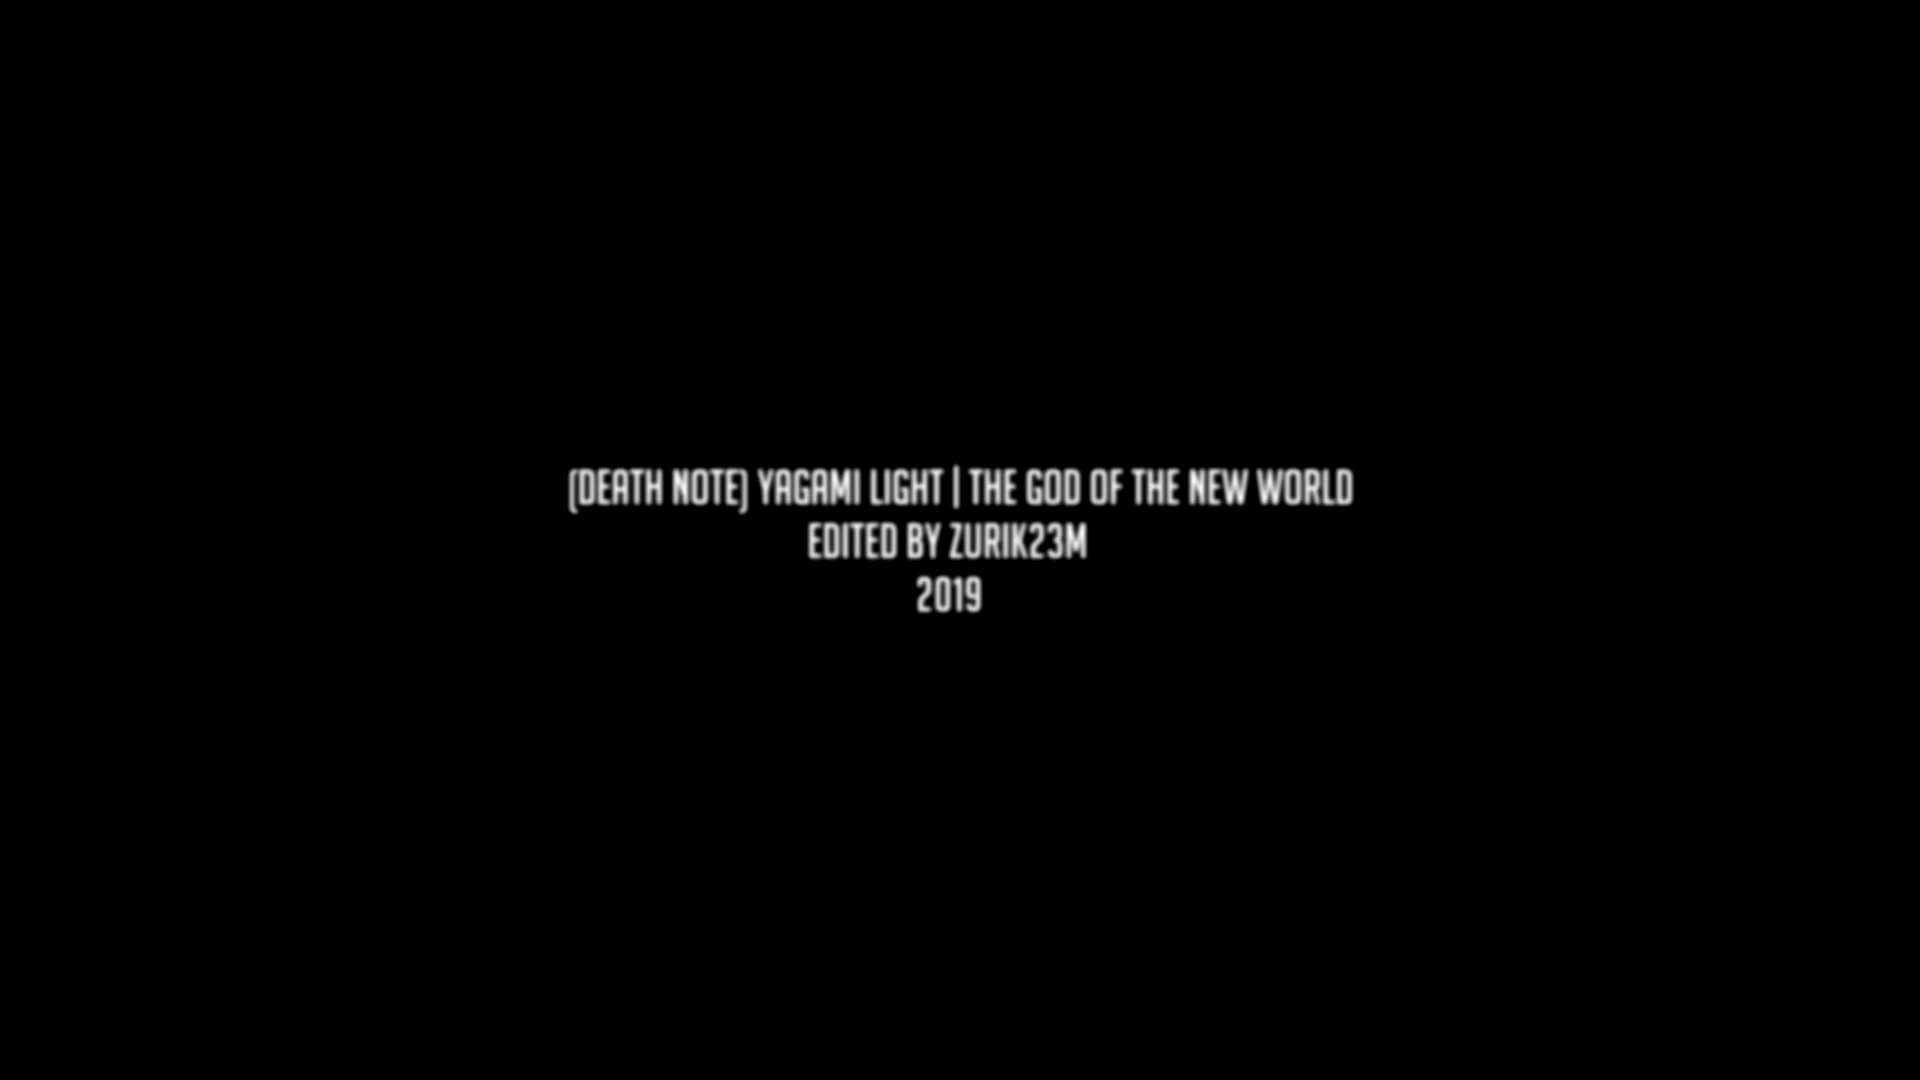 (DEATH NOTE) YAGAMI LIGHT | THE GOD OF THE NEW WORLD
EDITED BY ZURIK23M
2019